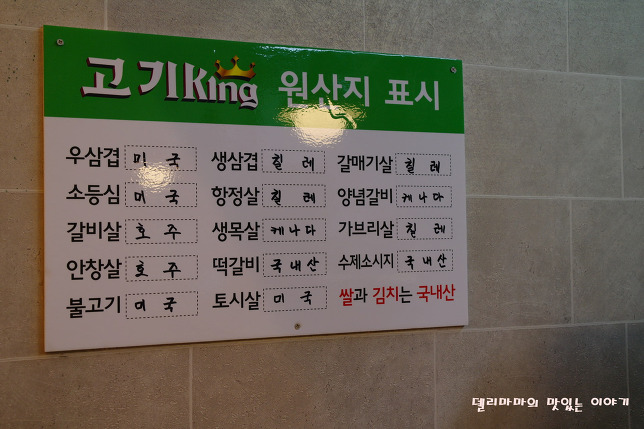 고기King 원산지 표시
우삼겹 미국 생삼겹 칠레 갈매기살 칠레
소등심 미국 항정살 칠레 양념갈비 케나다
갈비살 호주 생목살 케나다 가브리살 칠레
안창살 호주 떡갈비 국내산 수제소시지 국내산
불고기 미국 토시살 미국 쌀과 김치는 국내산
델리마마의 맛있는 이야기